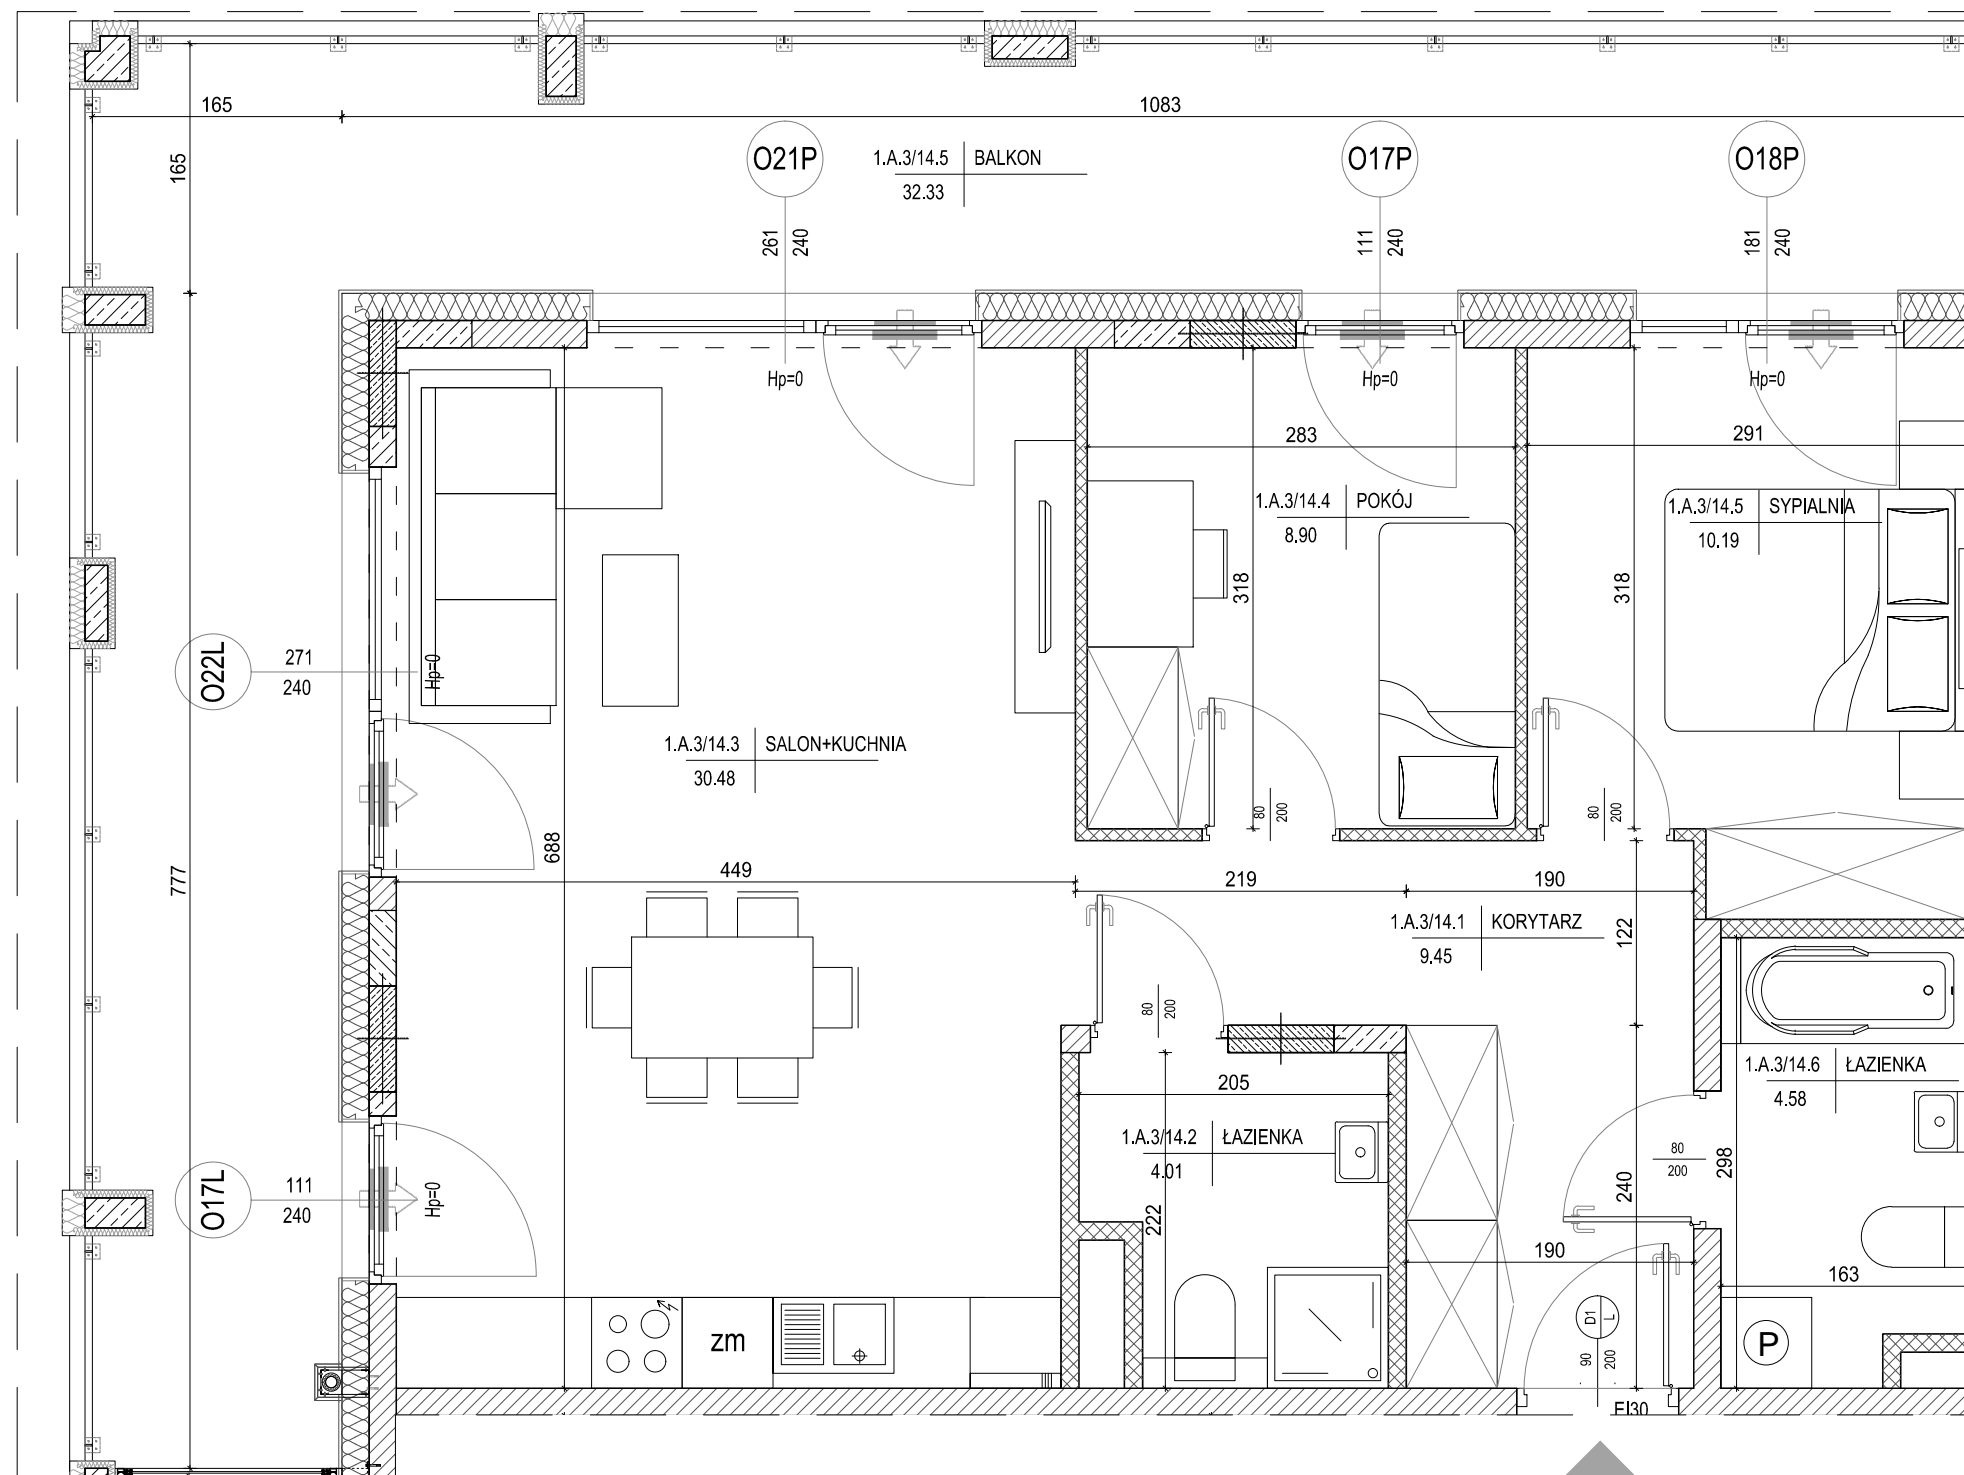 165
1083
165
O21P
1.A.3/14.5 BALKON
32.33
O17P
O18P
261
240
111
240
181
240
Hp=0
Hp=0
Hp=0
283
291
1.A.3/14.4 POKÓJ
8.90
1.A.3/14.5 SYPIALNIA
10.19
318
318
O22L
271
240
Hp=0
1.A.3/14.3 SALON+KUCHNIA
30.48
80
200
80
200
688
777
449
219
190
1.A.3/14.1 KORYTARZ
9.45
122
80
200
1.A.3/14.6 ŁAZIENKA
4.58
205
1.A.3/14.2 ŁAZIENKA
4.01
80
200
298
O17L
111
240
Hp=0
222
240
190
163
D1
L
zm
P
90
200
EI30